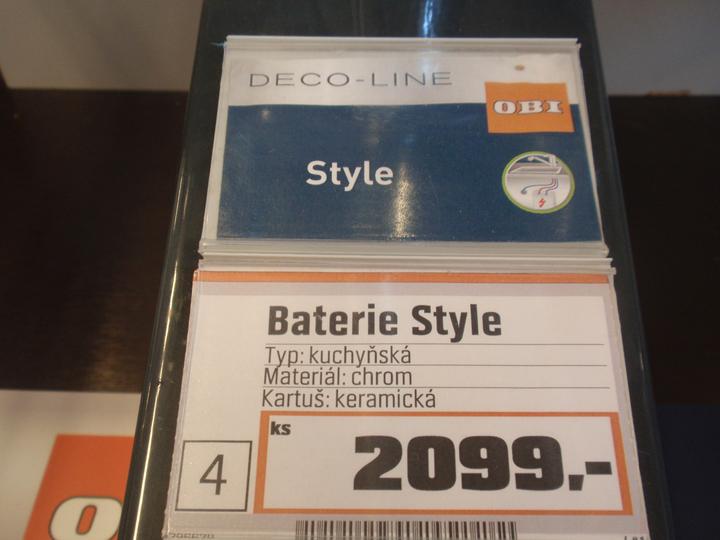 DECO-LINE
OBI
Style
Baterie Style
Typ: kuchyňská
Materiál: chrom
Kartuš: keramická
ks
4
2099,-
O